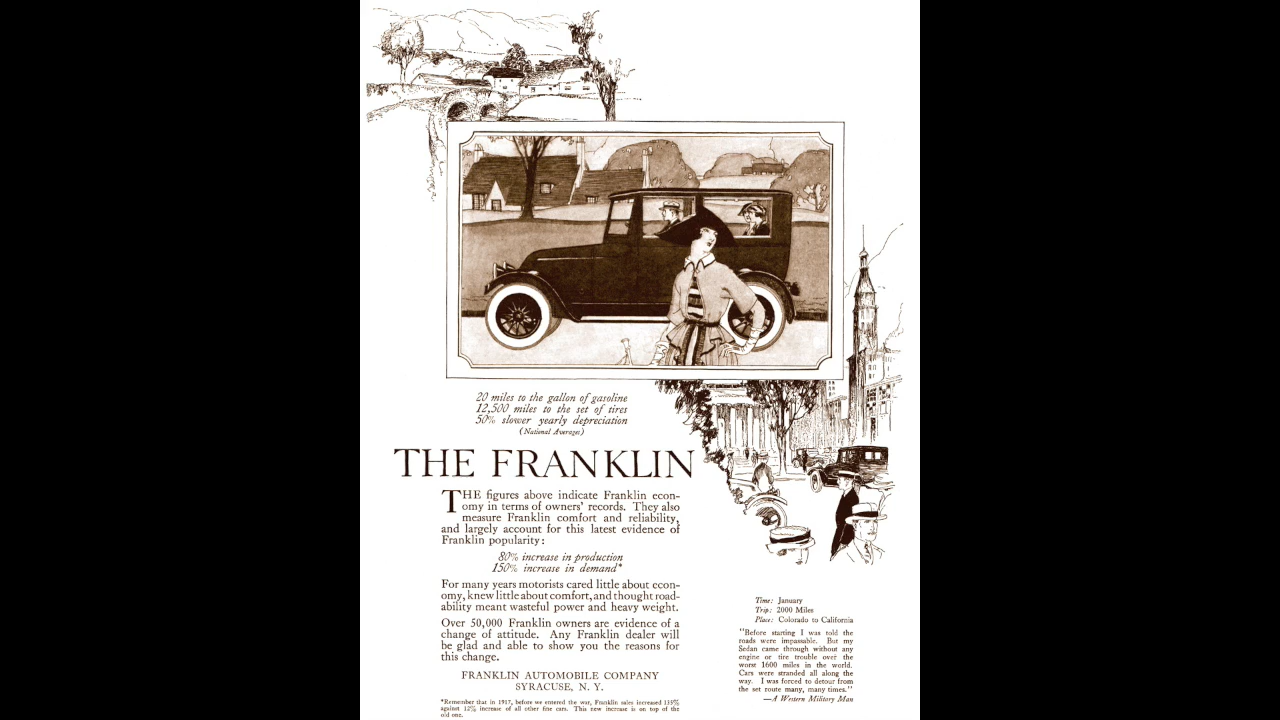 20 miles to the gallon of gasoline
12,500 miles to the set of tires
50% slower yearly depreciation
(National Averages)
THE FRANKLIN
THE figures above indicate Franklin econ-
omy in terms of owners' records. They also
measure Franklin comfort and reliability,
and largely account for this latest evidence of
Franklin popularity:
80% increase in production
150% increase in demand*
For many years motorists cared little about econ-
omy, knew little about comfort, and thought road-
ability meant wasteful power and heavy weight.
Over 50,000 Franklin owners are evidence of a
change of attitude. Any Franklin dealer will
be glad and able to show you the reasons for
this change.
FRANKLIN AUTOMOBILE COMPANY
SYRACUSE, N. Y.
*Remember that in 1917, before we entered the war, Franklin sales increased 135%
against 12% increase of all other fine cars. This new increase is on top of the
old one.
Time: January
Trip: 2000 Miles
Place: Colorado to California
"Before starting I was told the
roads were impassable. But my
Sedan came through without any
engine or tire trouble over the
worst 1600 miles in the world.
Cars were stranded all along the
way. I was forced to detour from
the set route many, many times."
—A Western Military Man